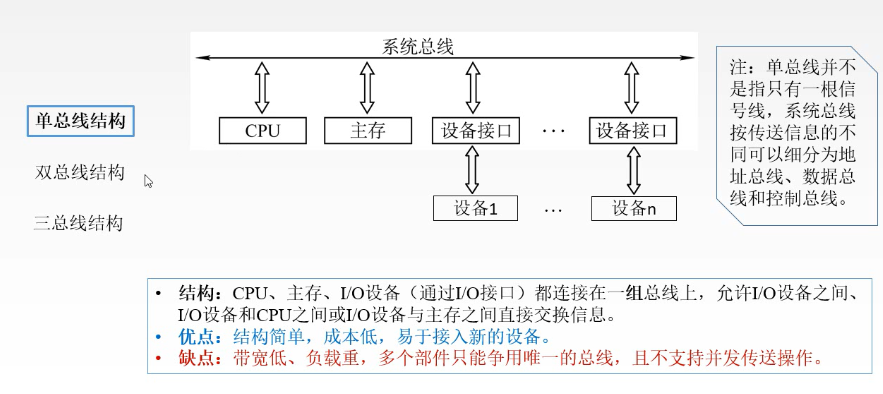 系统总线
CPU
主存
设备接口
···
设备接口
设备1
···
设备n
单总线结构
双总线结构
三总线结构
注：单总线并不
是指只有一根信
号线，系统总线
按传送信息的不
同可以细分为地
址总线、数据总
线和控制总线。
• 结构：CPU、主存、I/O设备（通过I/O接口）都连接在一组总线上，允许I/O设备之间、
I/O设备和CPU之间或I/O设备与主存之间直接交换信息。
• 优点：结构简单，成本低，易于接入新的设备。
• 缺点：带宽低、负载重，多个部件只能争用唯一的总线，且不支持并发传送操作。